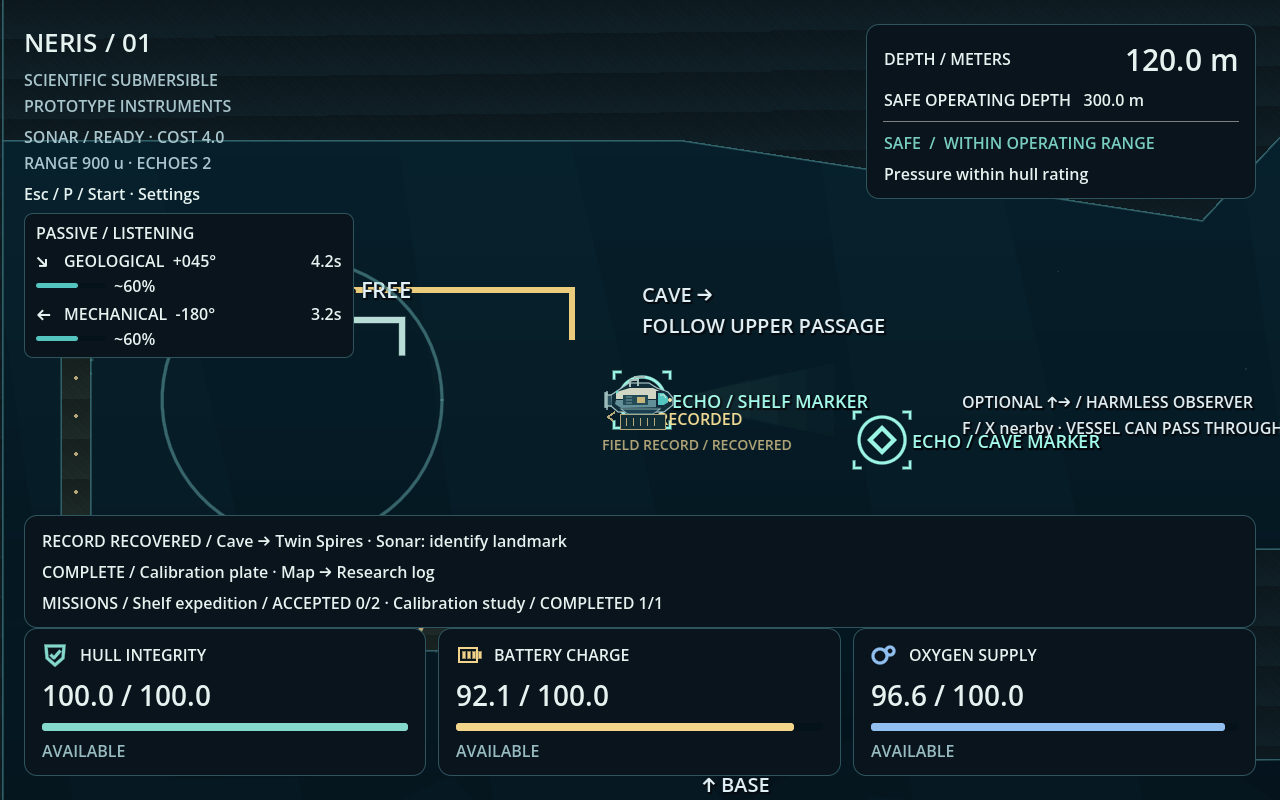 NERIS / 01
SCIENTIFIC SUBMERSIBLE
PROTOTYPE INSTRUMENTS
SONAR / READY · COST 4.0
RANGE 900 u · ECHOES 2
Esc / P / Start · Settings
DEPTH / METERS 120.0 m
SAFE OPERATING DEPTH 300.0 m
SAFE / WITHIN OPERATING RANGE
Pressure within hull rating
PASSIVE / LISTENING
↘ GEOLOGICAL +045° 4.2s
~60%
← MECHANICAL -180° 3.2s
~60%
FREE
CAVE →
FOLLOW UPPER PASSAGE
ECHO / SHELF MARKER
RECORDED
FIELD RECORD / RECOVERED
OPTIONAL ↑→ / HARMLESS OBSERVER
F / X nearby · VESSEL CAN PASS THROUGH
ECHO / CAVE MARKER
RECORD RECOVERED / Cave → Twin Spires · Sonar: identify landmark
COMPLETE / Calibration plate · Map → Research log
MISSIONS / Shelf expedition / ACCEPTED 0/2 · Calibration study / COMPLETED 1/1
HULL INTEGRITY
100.0 / 100.0
AVAILABLE
BATTERY CHARGE
92.1 / 100.0
AVAILABLE
OXYGEN SUPPLY
96.6 / 100.0
AVAILABLE
↑ BASE